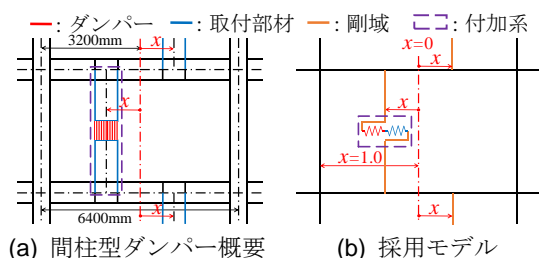 ━: ダンパー ━: 取付部材 ━: 剛域 : 付加系
3200mm
x
x
x
6400mm
x=0
x
x
x=1.0
x
(a) 間柱型ダンパー概要
(b) 採用モデル